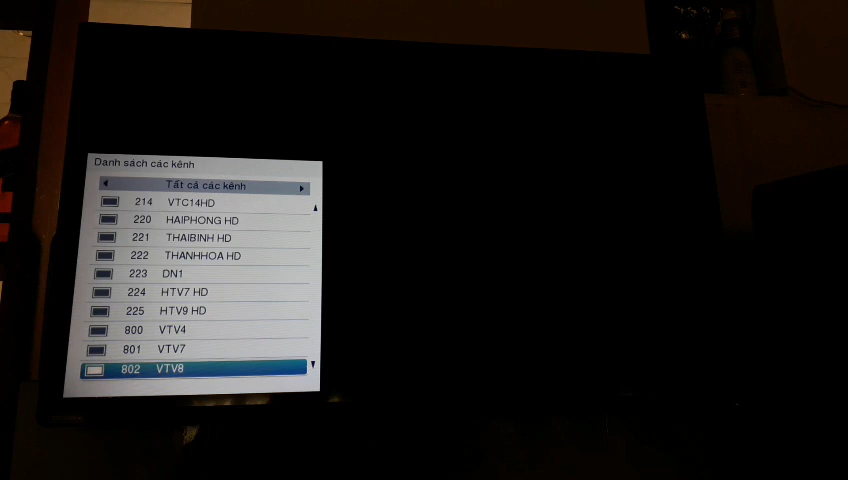 Danh sách các kênh
Tất cả các kênh
214 VTC14HD
220 HAIPHONG HD
221 THAIBINH HD
222 THANHHOA HD
223 DN1
224 HTV7 HD
225 HTV9 HD
800 VTV4
801 VTV7
802 VTV8